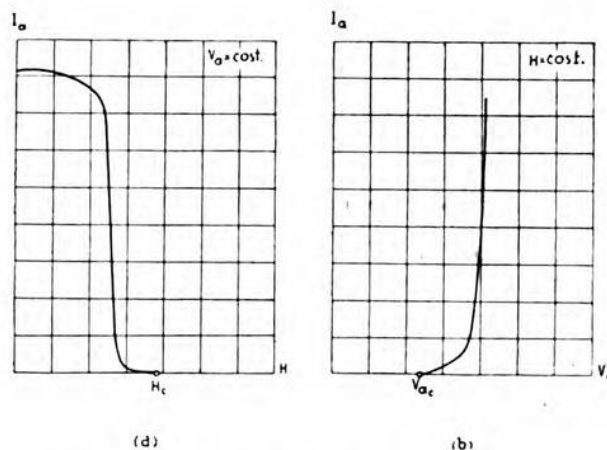 Ia
Va = cost.
Hc
H
(d)
Ia
H = cost.
Vac
V
(b)